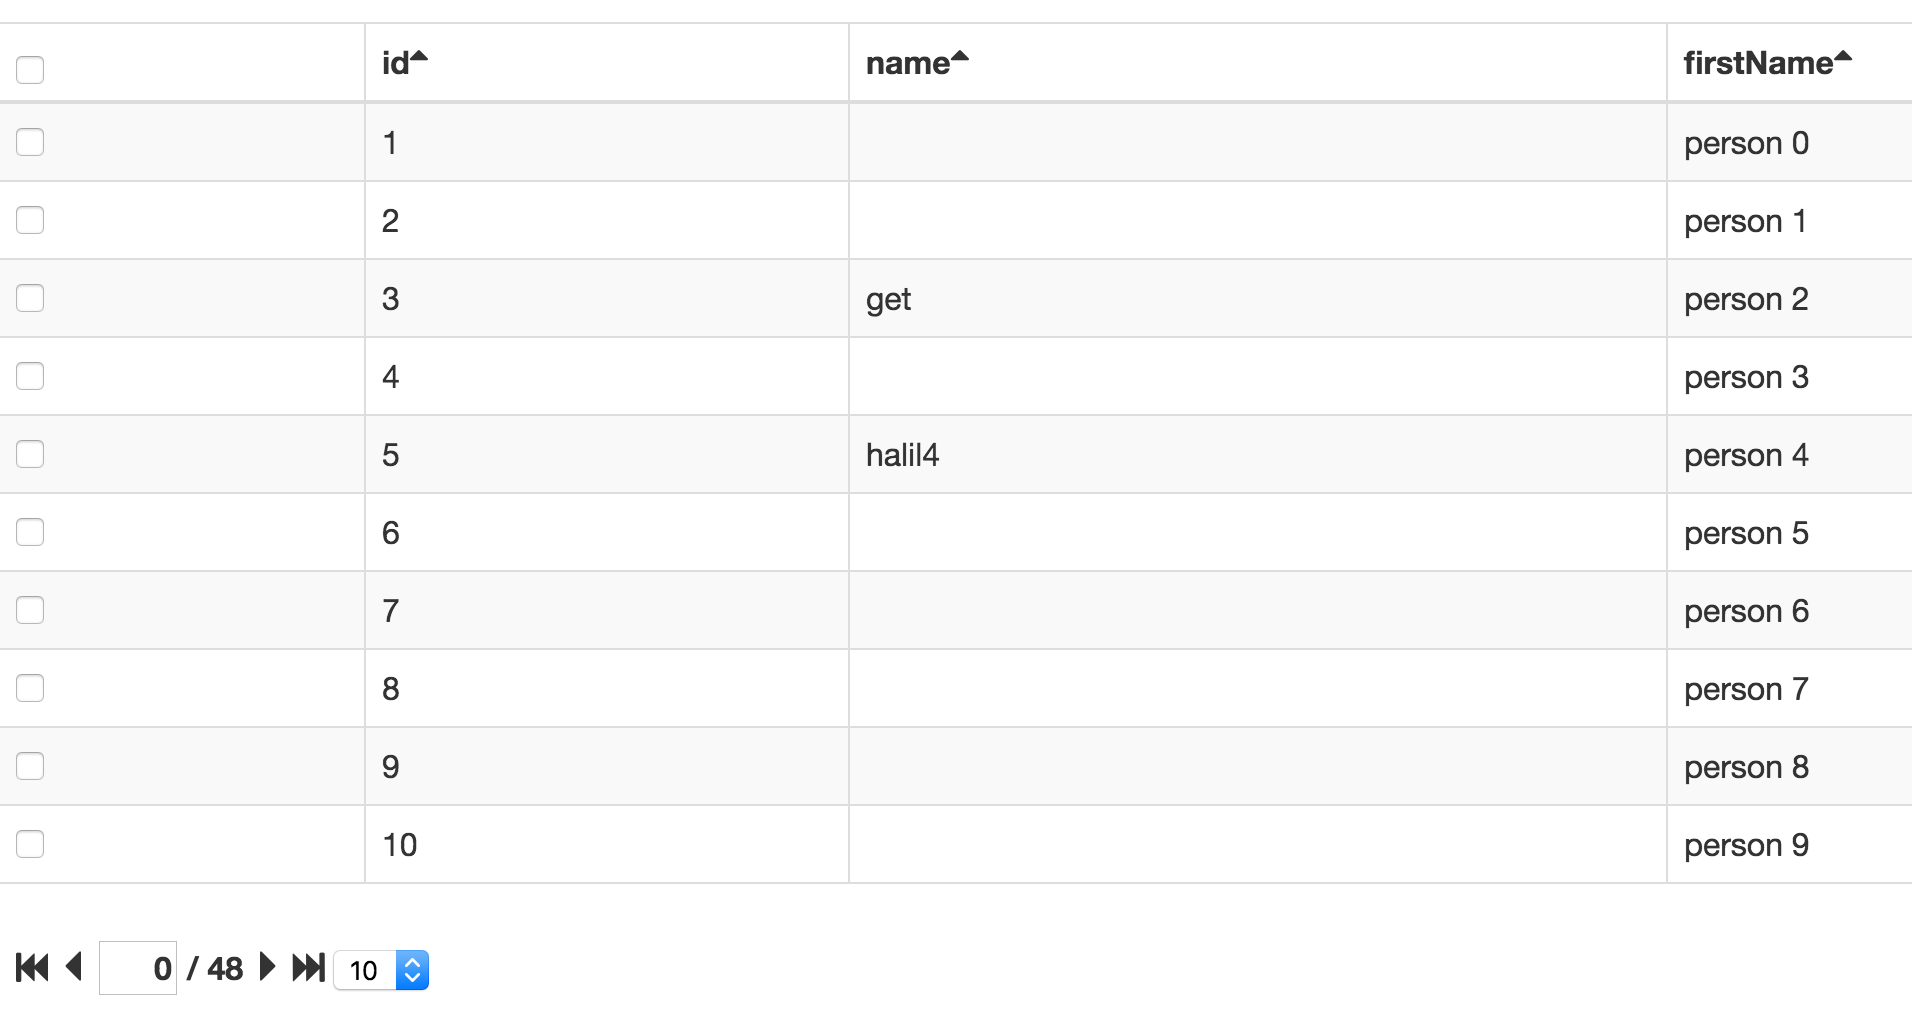 id name firstName
1 person 0
2 person 1
3 get person 2
4 person 3
5 halil4 person 4
6 person 5
7 person 6
8 person 7
9 person 8
10 person 9
0 / 48 10